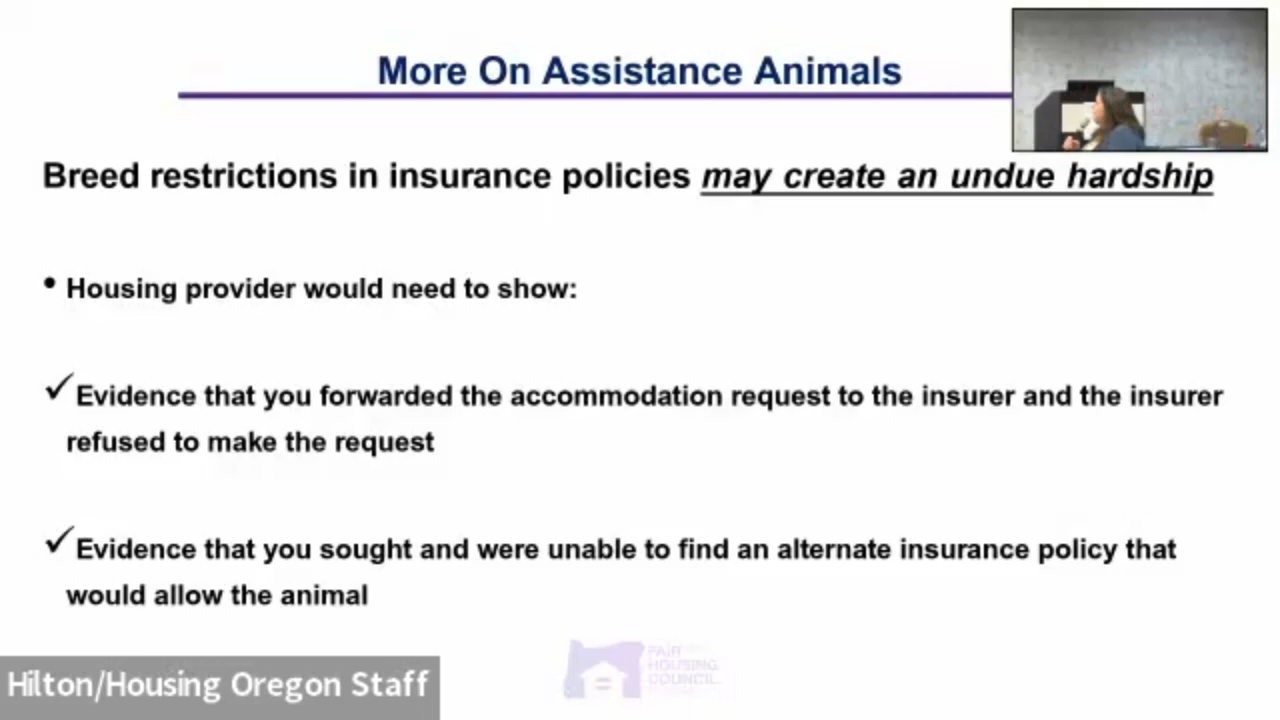 More On Assistance Animals
Breed restrictions in insurance policies may create an undue hardship
• Housing provider would need to show:
✓Evidence that you forwarded the accommodation request to the insurer and the insurer
refused to make the request
✓Evidence that you sought and were unable to find an alternate insurance policy that
would allow the animal
FAIR
HOUSING
COUNCIL
Hilton/Housing Oregon Staff